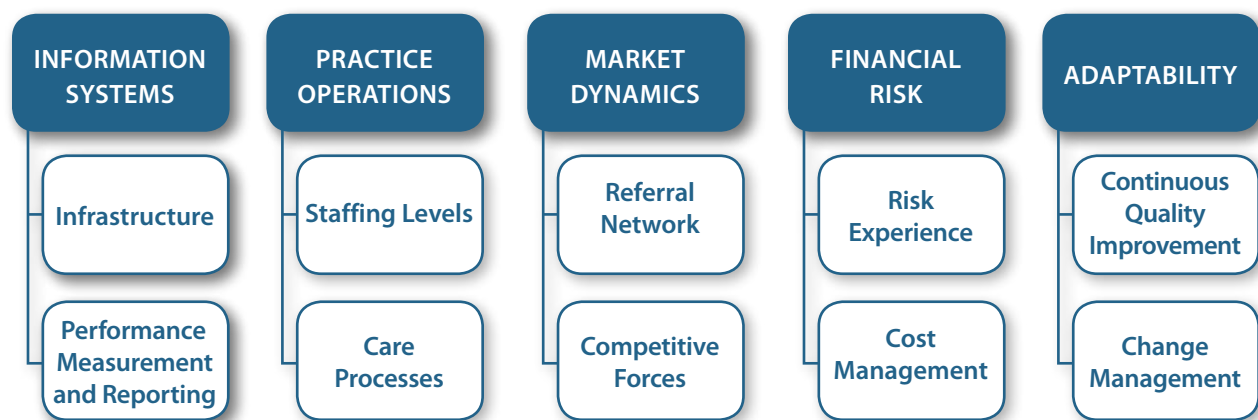 INFORMATION
SYSTEMS
Infrastructure
Performance
Measurement
and Reporting
PRACTICE
OPERATIONS
Staffing Levels
Care
Processes
MARKET
DYNAMICS
Referral
Network
Competitive
Forces
FINANCIAL
RISK
Risk
Experience
Cost
Management
ADAPTABILITY
Continuous
Quality
Improvement
Change
Management